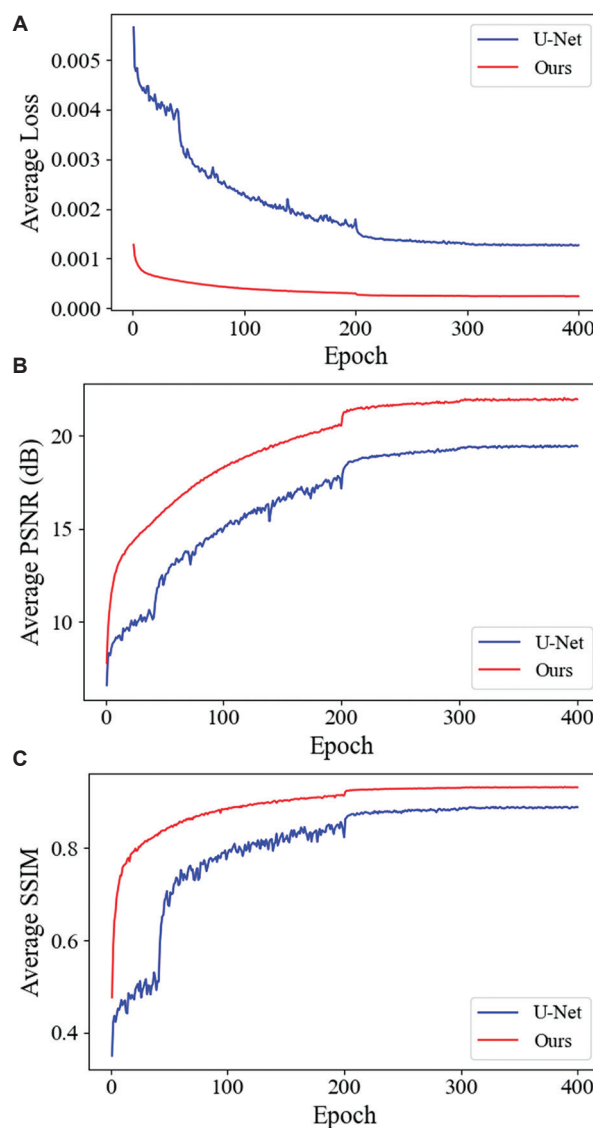 A
0.005
0.004
0.003
0.002
0.001
0.000
Average Loss
U-Net
Ours
0 100 200 300 400
Epoch
B
20
15
10
Average PSNR (dB)
U-Net
Ours
0 100 200 300 400
Epoch
C
0.8
0.6
0.4
Average SSIM
U-Net
Ours
0 100 200 300 400
Epoch